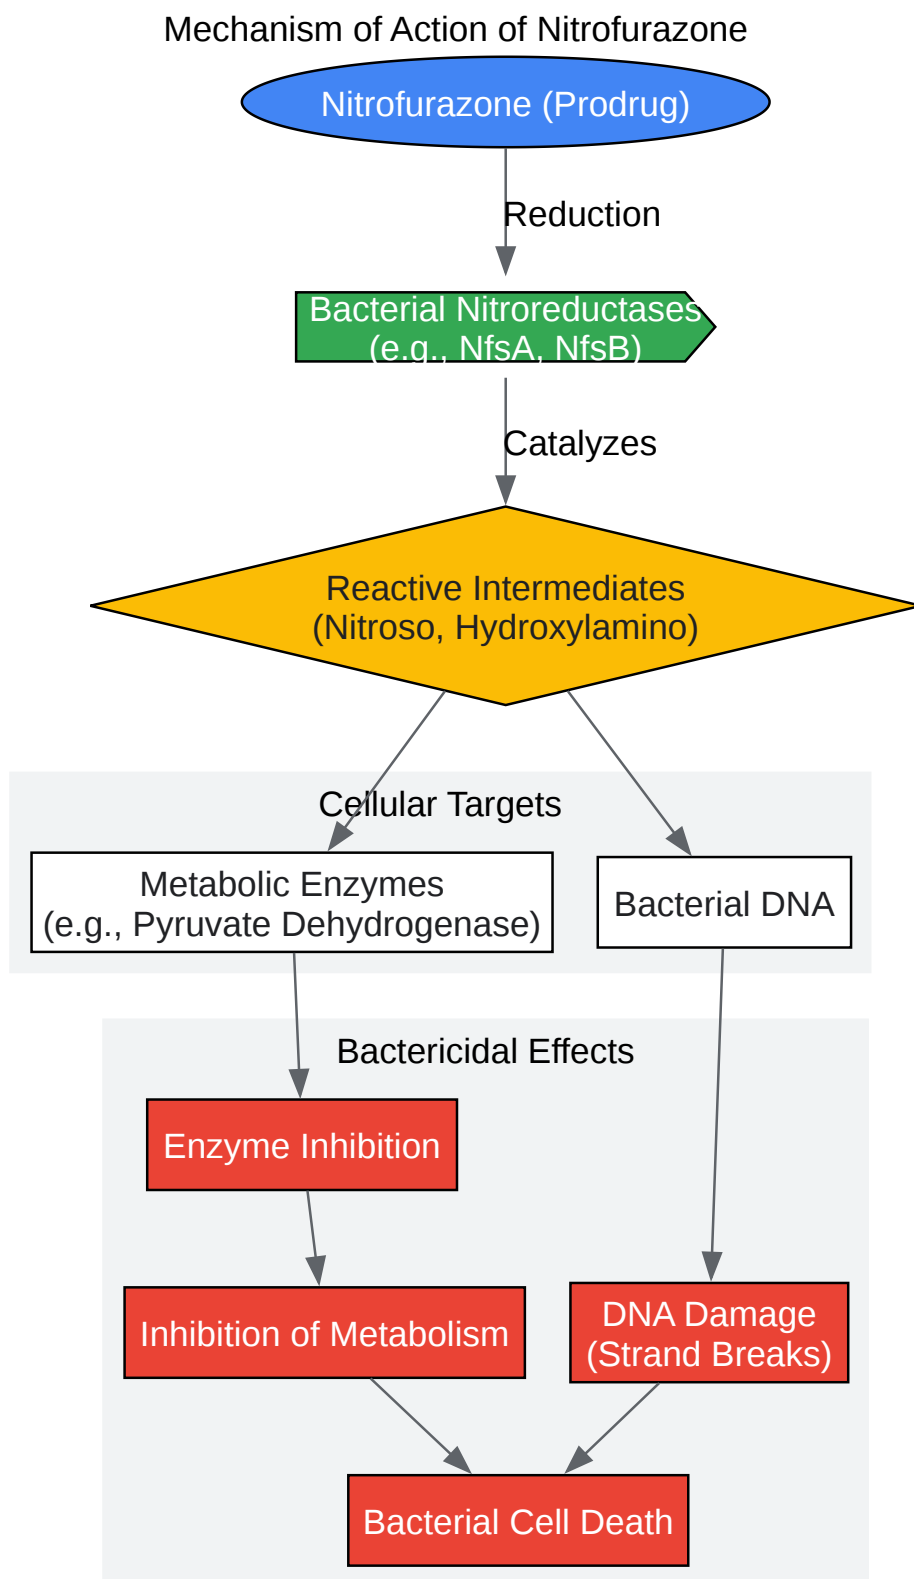 Mechanism of Action of Nitrofurazone
Nitrofurazone (Prodrug)
Reduction
Bacterial Nitroreductases
(e.g., NfsA, NfsB)
Catalyzes
Reactive Intermediates
(Nitroso, Hydroxylamino)
Cellular Targets
Metabolic Enzymes
(e.g., Pyruvate Dehydrogenase)
Bacterial DNA
Bactericidal Effects
Enzyme Inhibition
Inhibition of Metabolism
DNA Damage
(Strand Breaks)
Bacterial Cell Death